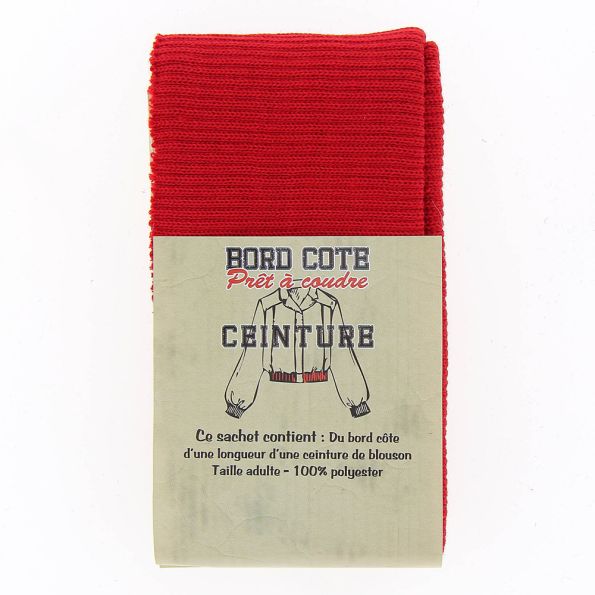 BORD COTE
Prêt à coudre
CEINTURE
Ce sachet contient : Du bord côte
d'une longueur d'une ceinture de blouson
Taille adulte - 100% polyester